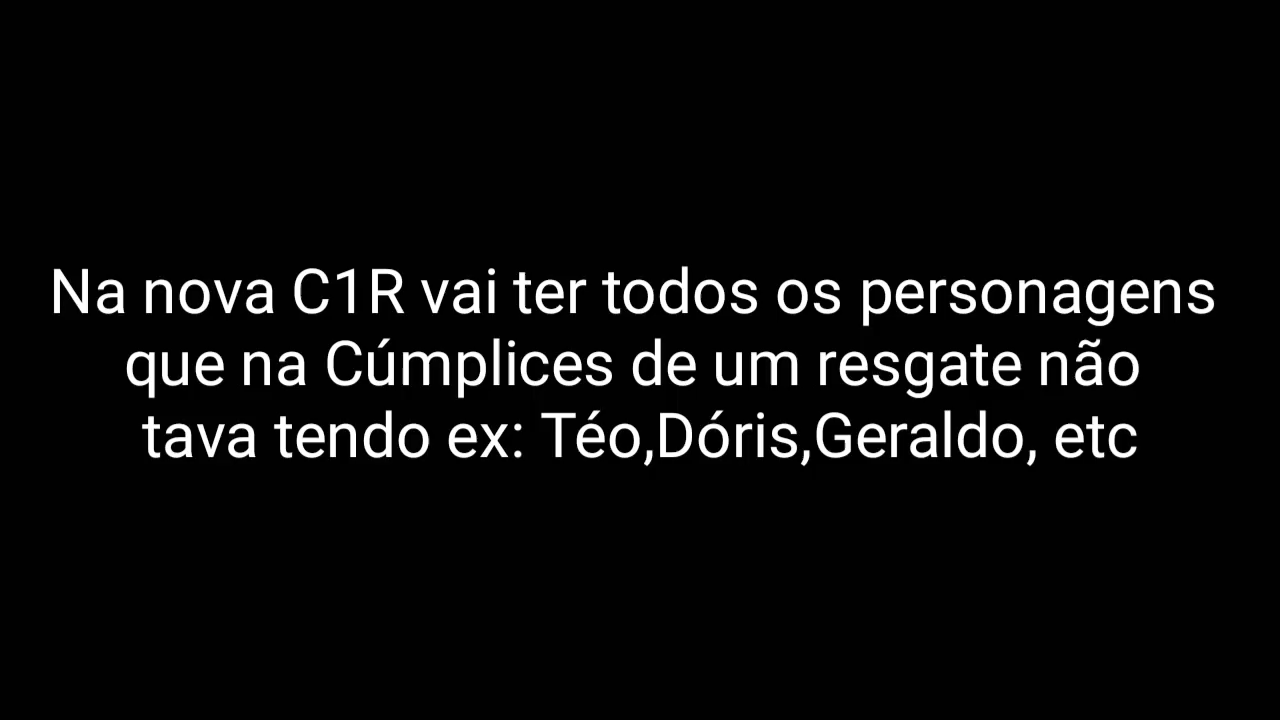 Na nova C1R vai ter todos os personagens
que na Cúmplices de um resgate não
tava tendo ex: Téo,Dóris,Geraldo, etc